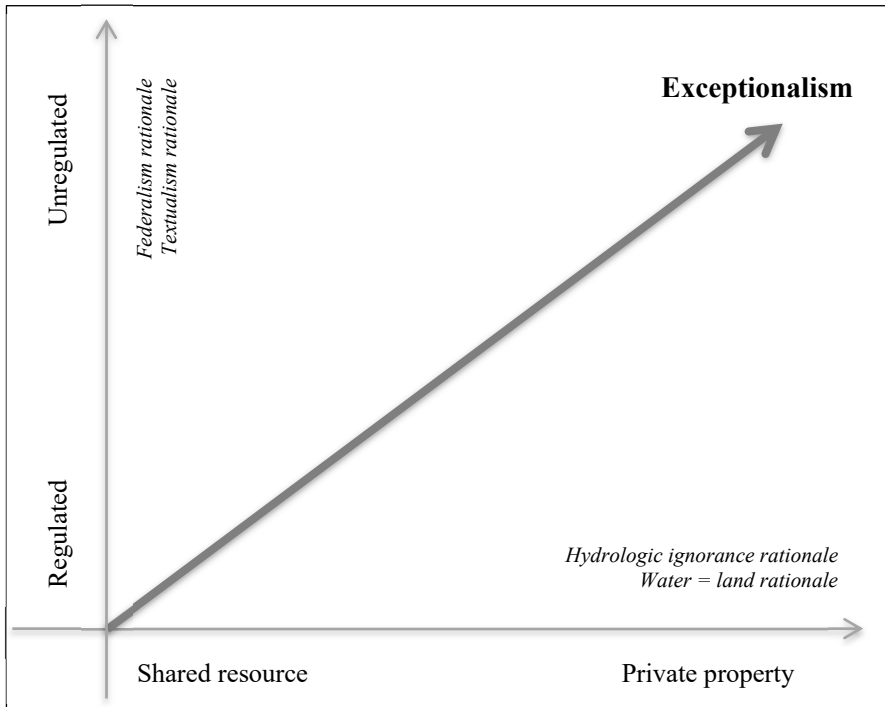 Exceptionalism
Unregulated
Federalism rationale
Textualism rationale
Regulated
Hydrologic ignorance rationale
Water = land rationale
Shared resource
Private property